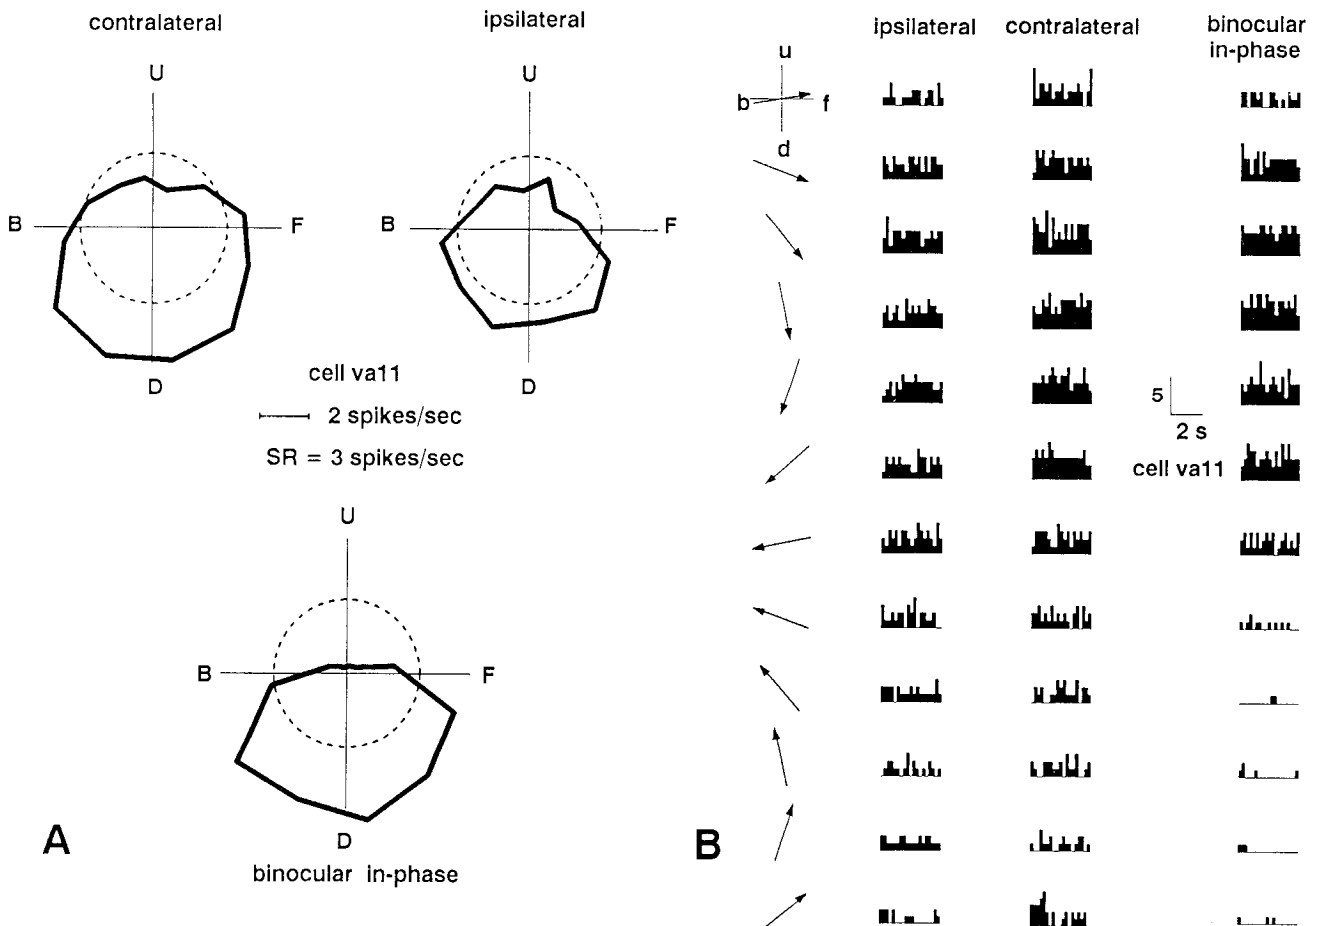 contralateral
ipsilateral
U
U
B
F
B
F
D
D
cell va11
2 spikes/sec
SR = 3 spikes/sec
U
B
F
D
binocular in-phase
A
ipsilateral
contralateral
binocular
in-phase
u
b
f
d
5
2 s
cell va11
B